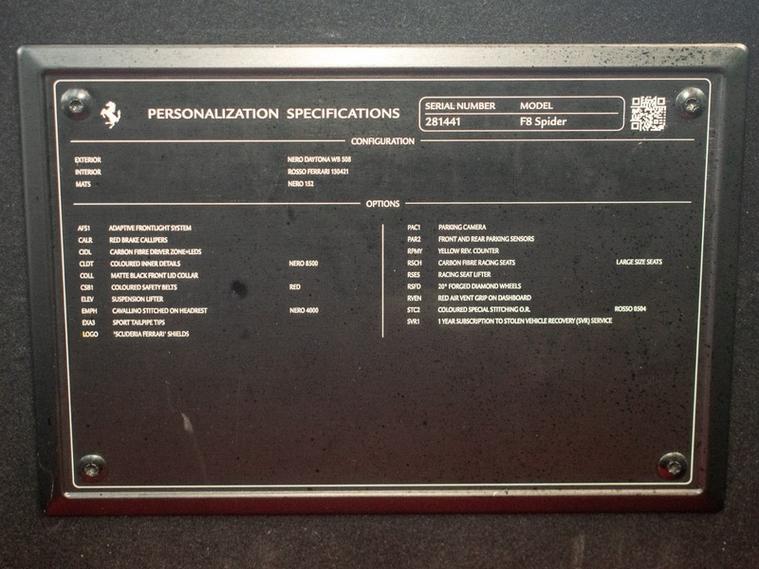 PERSONALIZATION SPECIFICATIONS
SERIAL NUMBER MODEL
281441 F8 Spider
CONFIGURATION
EXTERIOR NERO DAYTONA WB 508
INTERIOR ROSSO FERRARI 130421
MATS NERO 152
OPTIONS
AFS1 ADAPTIVE FRONTLIGHT SYSTEM
CALR RED BRAKE CALLIPERS
CIDL CARBON FIBRE DRIVER ZONE+LEDS
CLDT COLOURED INNER DETAILS NERO 8500
COLL MATTE BLACK FRONT LID COLLAR
CSB1 COLOURED SAFETY BELTS RED
ELEV SUSPENSION LIFTER
EMPH CAVALLINO STITCHED ON HEADREST NERO 4000
EXA3 SPORT TAILPIPE TIPS
LOGO "SCUDERIA FERRARI" SHIELDS
PAC1 PARKING CAMERA
PAR2 FRONT AND REAR PARKING SENSORS
RPMY YELLOW REV. COUNTER
RSCH CARBON FIBRE RACING SEATS LARGE SIZE SEATS
RSES RACING SEAT LIFTER
RSFD 20" FORGED DIAMOND WHEELS
RVEN RED AIR VENT GRIP ON DASHBOARD
STC2 COLOURED SPECIAL STITCHING O.R. ROSSO 8504
SVR1 1 YEAR SUBSCRIPTION TO STOLEN VEHICLE RECOVERY (SVR) SERVICE